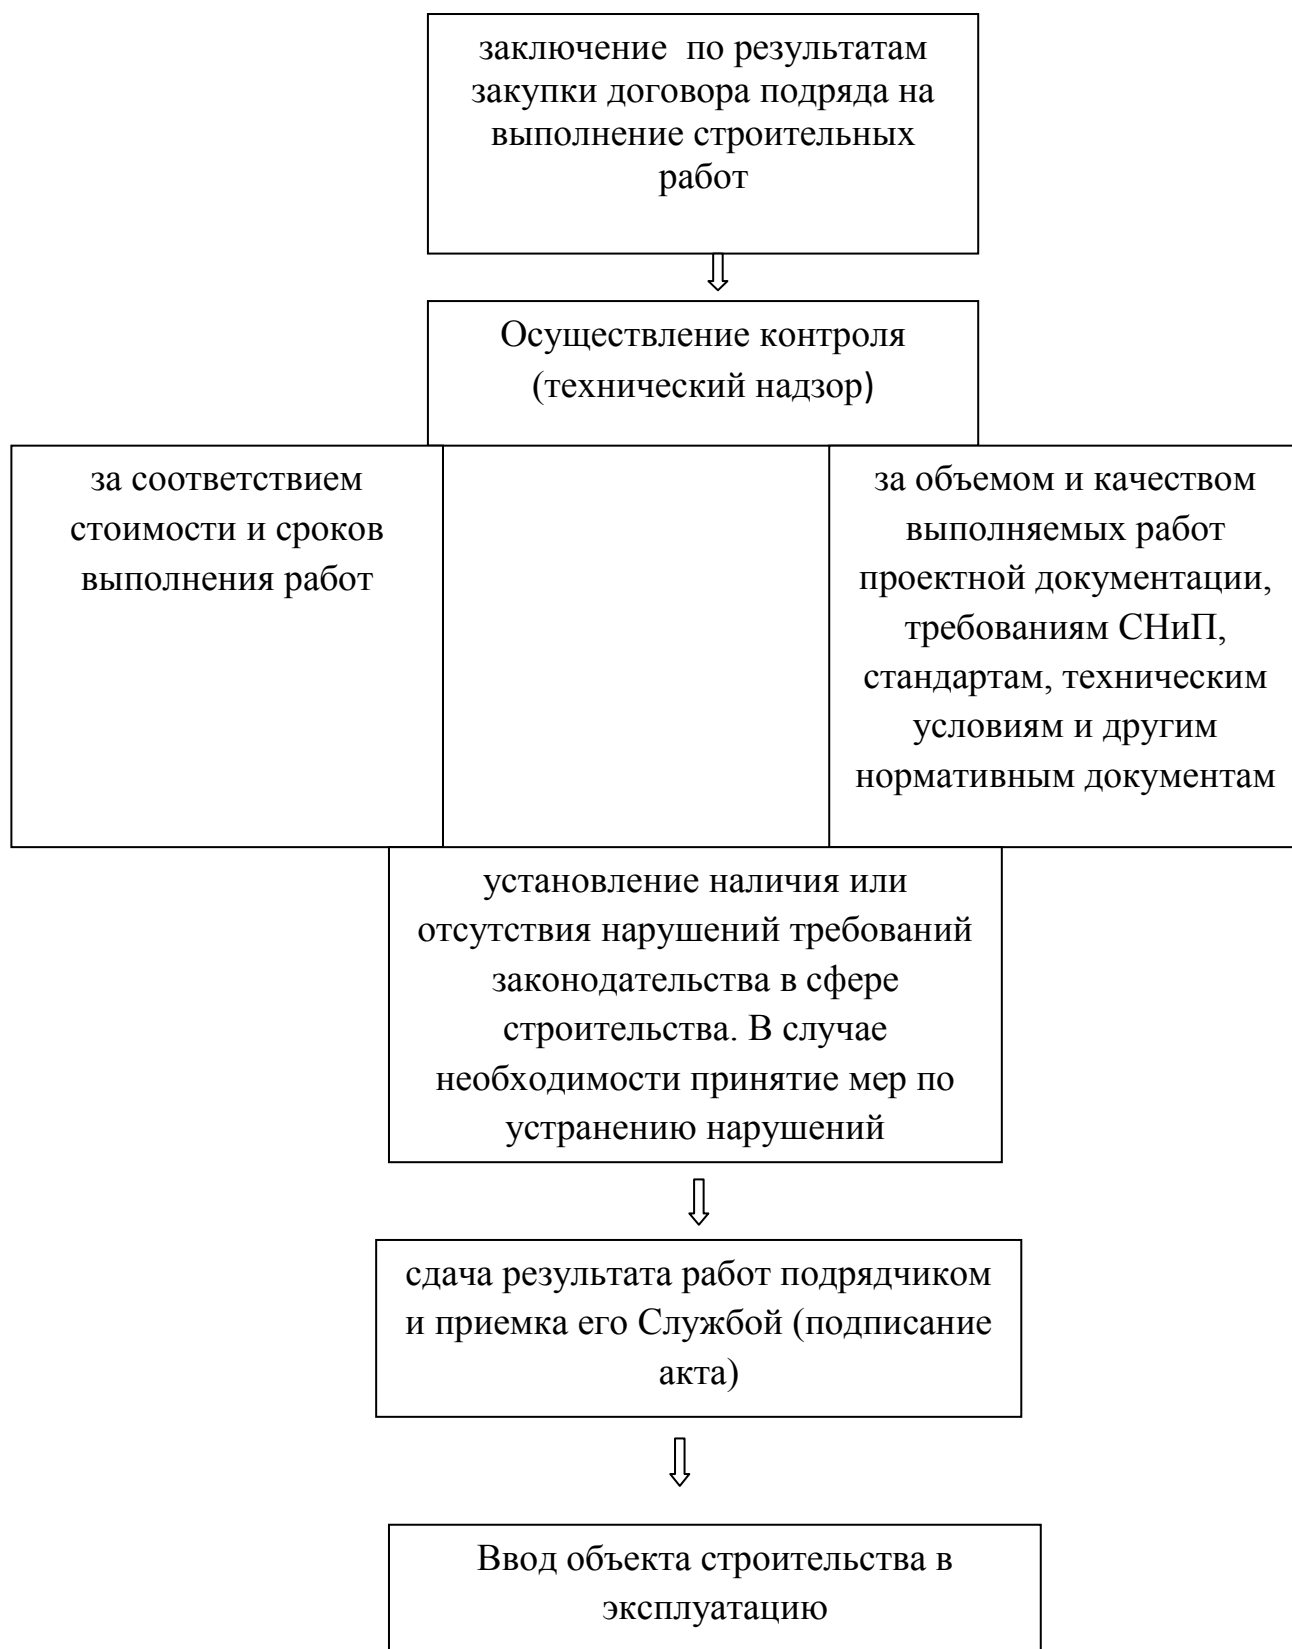 заключение по результатам
закупки договора подряда на
выполнение строительных
работ
Осуществление контроля
(технический надзор)
за соответствием
стоимости и сроков
выполнения работ
за объемом и качеством
выполняемых работ
проектной документации,
требованиям СНиП,
стандартам, техническим
условиям и другим
нормативным документам
установление наличия или
отсутствия нарушений требований
законодательства в сфере
строительства. В случае
необходимости принятие мер по
устранению нарушений
сдача результата работ подрядчиком
и приемка его Службой (подписание
акта)
Ввод объекта строительства в
эксплуатацию